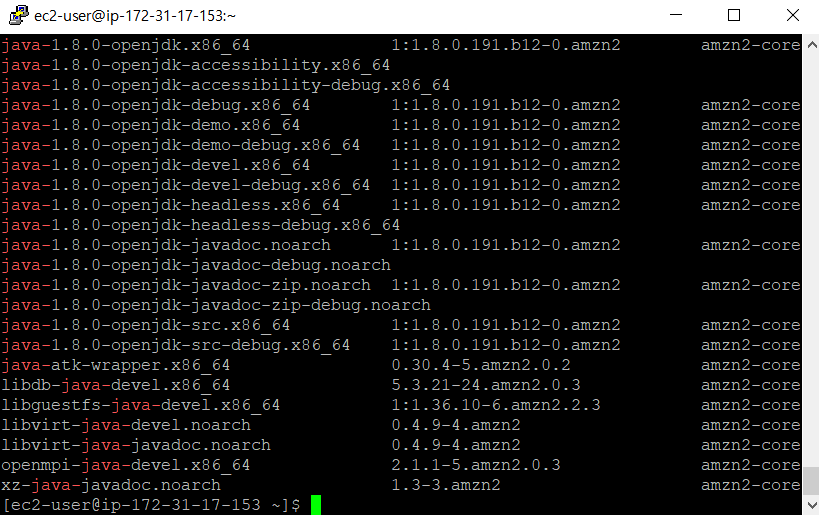 ec2-user@ip-172-31-17-153:~
java-1.8.0-openjdk.x86_64 1:1.8.0.191.b12-0.amzn2 amzn2-core
java-1.8.0-openjdk-accessibility.x86_64
java-1.8.0-openjdk-accessibility-debug.x86_64
java-1.8.0-openjdk-debug.x86_64 1:1.8.0.191.b12-0.amzn2 amzn2-core
java-1.8.0-openjdk-demo.x86_64 1:1.8.0.191.b12-0.amzn2 amzn2-core
java-1.8.0-openjdk-demo-debug.x86_64 1:1.8.0.191.b12-0.amzn2 amzn2-core
java-1.8.0-openjdk-devel.x86_64 1:1.8.0.191.b12-0.amzn2 amzn2-core
java-1.8.0-openjdk-devel-debug.x86_64 1:1.8.0.191.b12-0.amzn2 amzn2-core
java-1.8.0-openjdk-headless.x86_64 1:1.8.0.191.b12-0.amzn2 amzn2-core
java-1.8.0-openjdk-headless-debug.x86_64
java-1.8.0-openjdk-javadoc.noarch 1:1.8.0.191.b12-0.amzn2 amzn2-core
java-1.8.0-openjdk-javadoc-debug.noarch
java-1.8.0-openjdk-javadoc-zip.noarch 1:1.8.0.191.b12-0.amzn2 amzn2-core
java-1.8.0-openjdk-javadoc-zip-debug.noarch
java-1.8.0-openjdk-src.x86_64 1:1.8.0.191.b12-0.amzn2 amzn2-core
java-1.8.0-openjdk-src-debug.x86_64 1:1.8.0.191.b12-0.amzn2 amzn2-core
java-atk-wrapper.x86_64 0.30.4-5.amzn2.0.2 amzn2-core
libdb-java-devel.x86_64 5.3.21-24.amzn2.0.3 amzn2-core
libguestfs-java-devel.x86_64 1:1.36.10-6.amzn2.2.3 amzn2-core
libvirt-java-devel.noarch 0.4.9-4.amzn2 amzn2-core
libvirt-java-javadoc.noarch 0.4.9-4.amzn2 amzn2-core
openmpi-java-devel.x86_64 2.1.1-5.amzn2.0.3 amzn2-core
xz-java-javadoc.noarch 1.3-3.amzn2 amzn2-core
[ec2-user@ip-172-31-17-153 ~]$